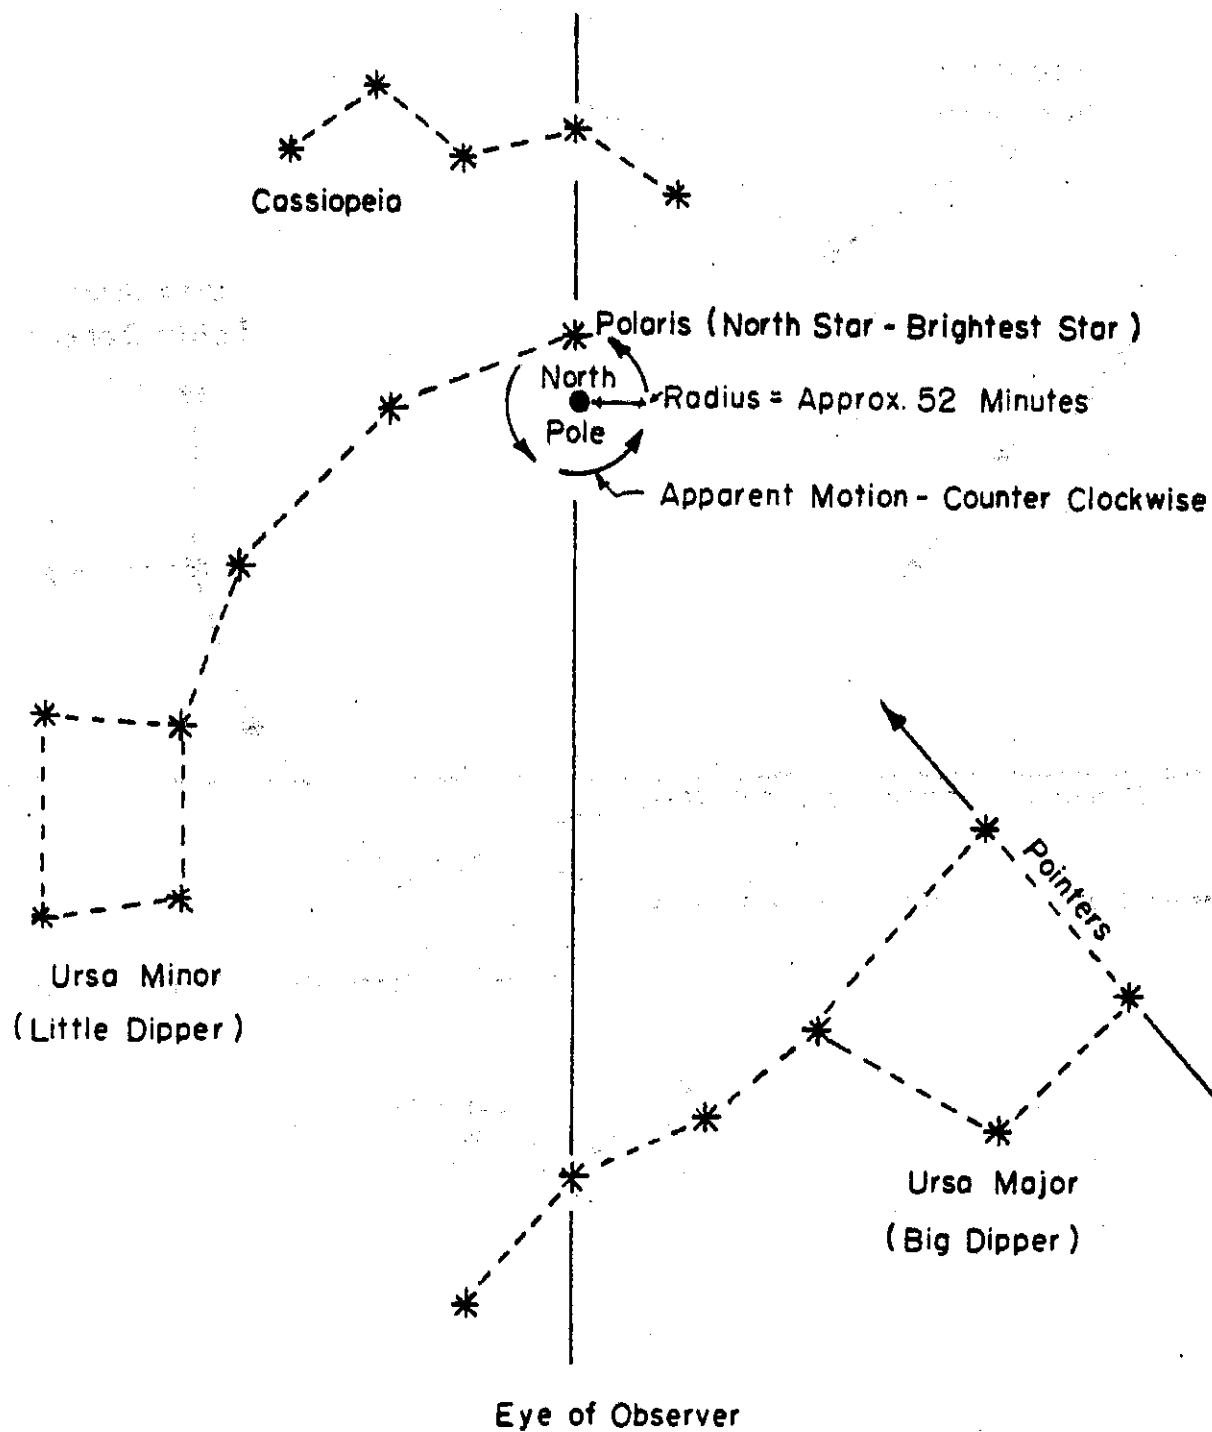 Cassiopeia
Polaris (North Star - Brightest Star)
North
Pole
Radius = Approx. 52 Minutes
Apparent Motion - Counter Clockwise
Pointers
Ursa Minor
(Little Dipper)
Ursa Major
(Big Dipper)
Eye of Observer